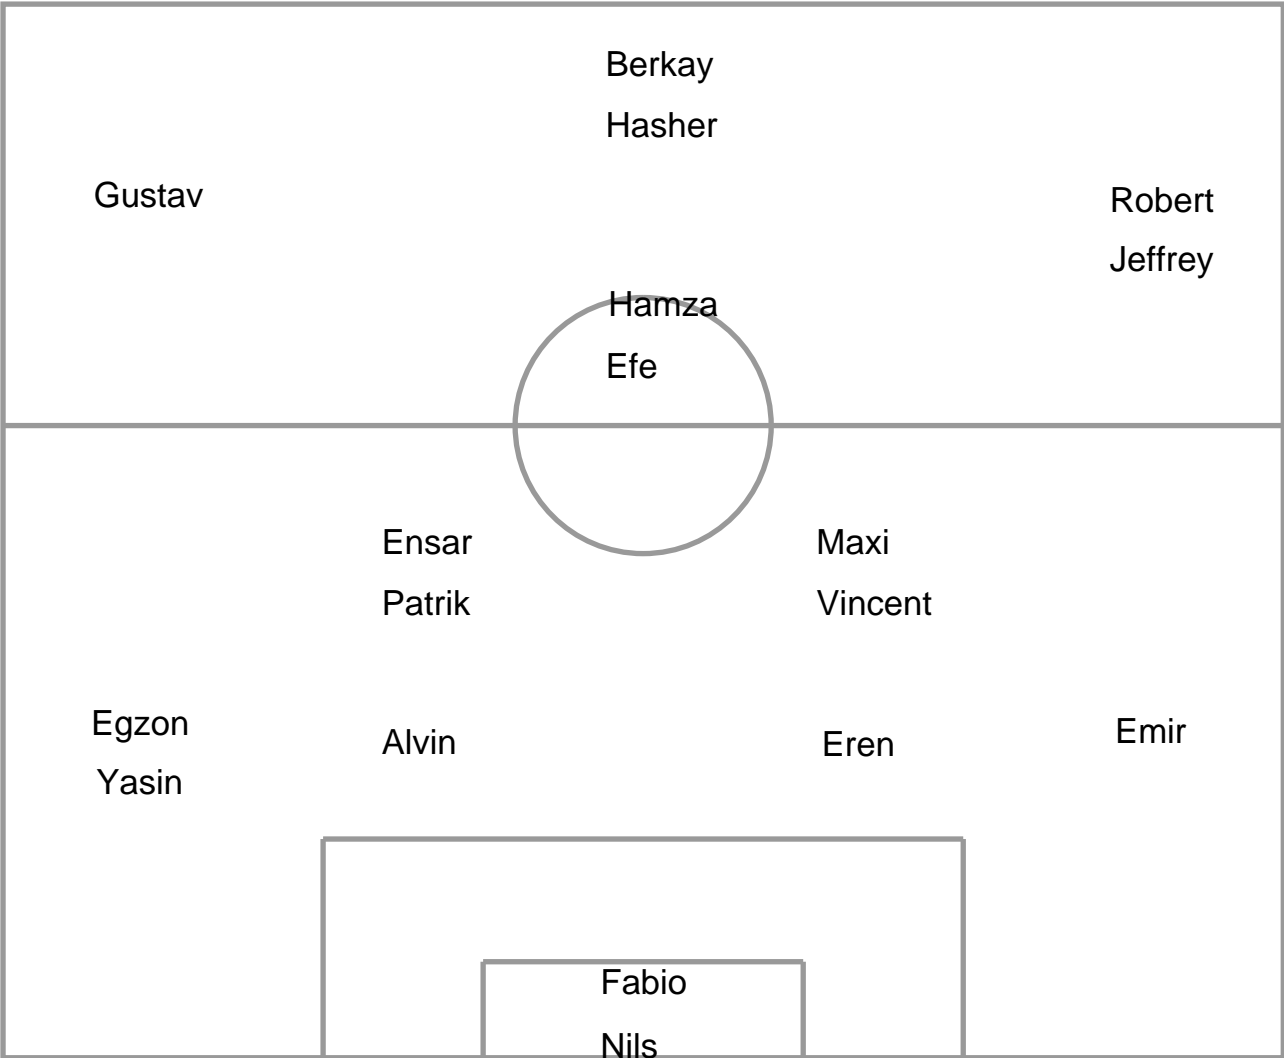 Berkay
Hasher
Gustav
Robert
Jeffrey
Hamza
Efe
Ensar
Maxi
Patrik
Vincent
Egzon
Alvin
Eren
Emir
Yasin
Fabio
Nils